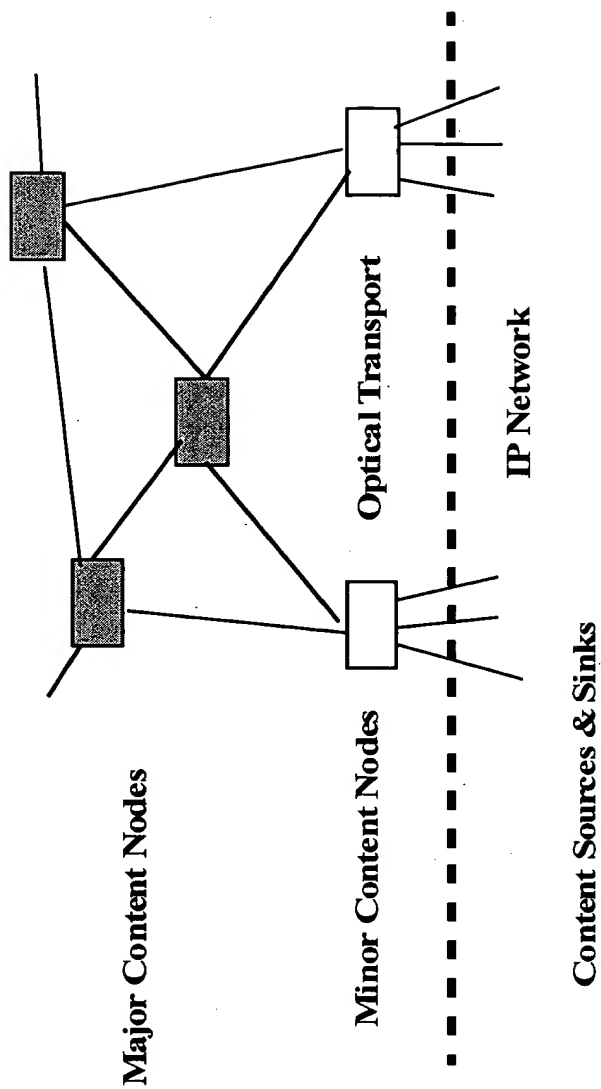 Major Content Nodes
Minor Content Nodes
Optical Transport
IP Network
Content Sources & Sinks